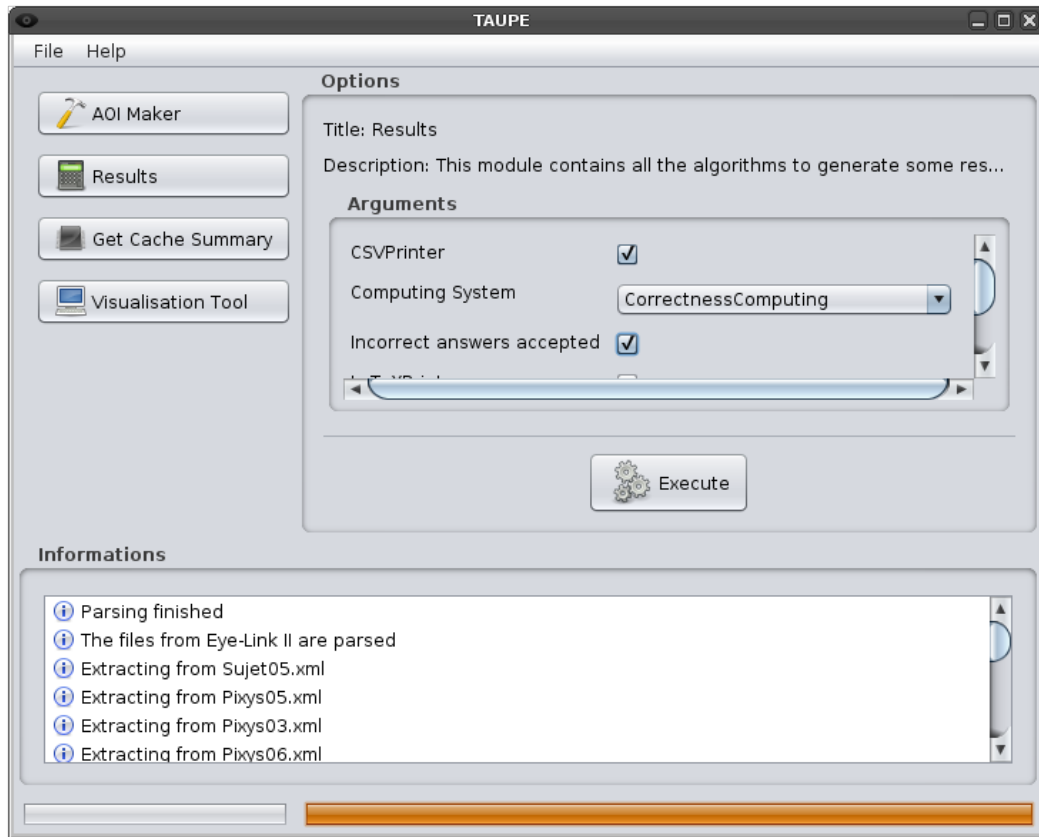 TAUPE
File Help
AOI Maker
Results
Get Cache Summary
Visualisation Tool
Options
Title: Results
Description: This module contains all the algorithms to generate some res...
Arguments
CSVPrinter
Computing System
CorrectnessComputing
Incorrect answers accepted
Execute
Informations
Parsing finished
The files from Eye-Link II are parsed
Extracting from Sujet05.xml
Extracting from Pixys05.xml
Extracting from Pixys03.xml
Extracting from Pixys06.xml